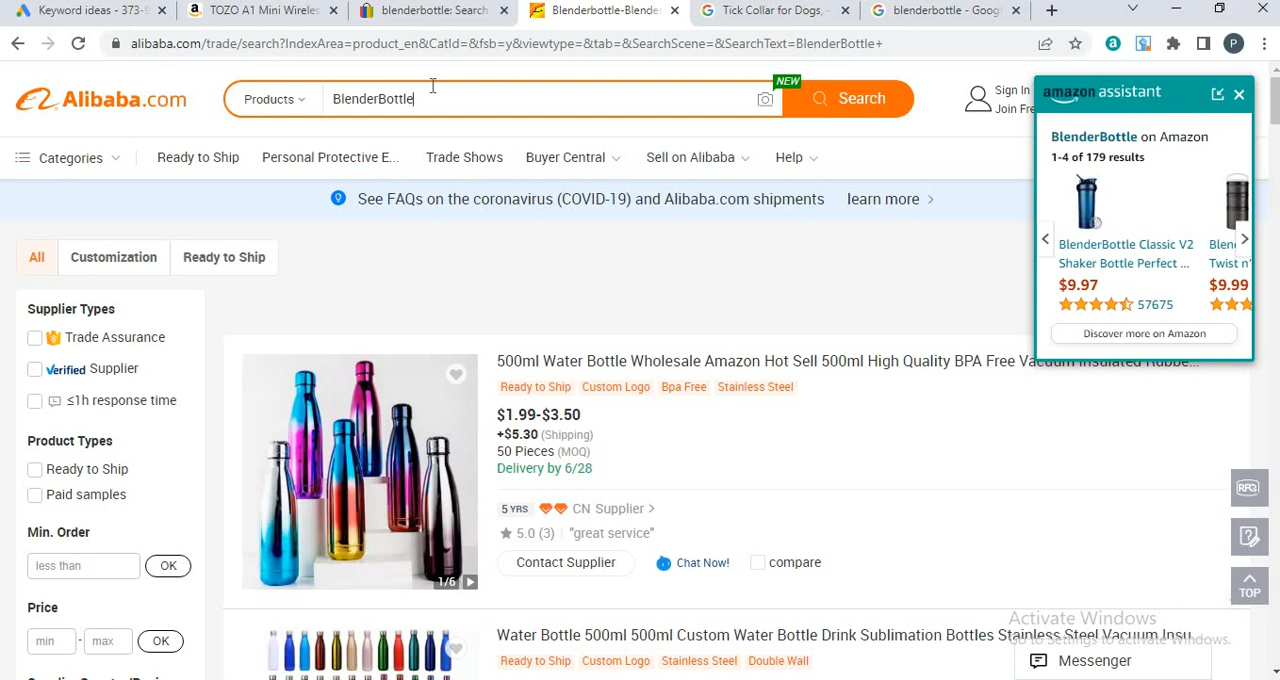 Keyword ideas - 373-9
TOZO A1 Mini Wireles
blenderbottle: Search
Blenderbottle-Blende
Tick Collar for Dogs, -
blenderbottle - Goog
alibaba.com/trade/search?IndexArea=product_en&CatId=&fsb=y&viewtype=&tab=&SearchScene=&SearchText=BlenderBottle+
P
Alibaba.com
Products
BlenderBottle
NEW
Search
Sign In
Join Fre
Categories
Ready to Ship
Personal Protective E...
Trade Shows
Buyer Central
Sell on Alibaba
Help
See FAQs on the coronavirus (COVID-19) and Alibaba.com shipments learn more
amazon assistant
BlenderBottle on Amazon
1-4 of 179 results
BlenderBottle Classic V2
Shaker Bottle Perfect ...
$9.97
57675
Blen
Twist n'
$9.99
Discover more on Amazon
All
Customization
Ready to Ship
Supplier Types
Trade Assurance
Verified Supplier
≤1h response time
Product Types
Ready to Ship
Paid samples
Min. Order
less than
OK
Price
min - max OK
1/6
500ml Water Bottle Wholesale Amazon Hot Sell 500ml High Quality BPA Free Vacuum Insulated Rubbe...
Ready to Ship Custom Logo Bpa Free Stainless Steel
$1.99-$3.50
+$5.30 (Shipping)
50 Pieces (MOQ)
Delivery by 6/28
5 YRS CN Supplier >
5.0 (3) "great service"
Contact Supplier
Chat Now!
compare
Water Bottle 500ml 500ml Custom Water Bottle Drink Sublimation Bottles Stainless Steel Vacuum Insu
Ready to Ship Custom Logo Stainless Steel Double Wall
RFQ
TOP
Activate Windows
Go to Settings to activate Windows.
Messenger